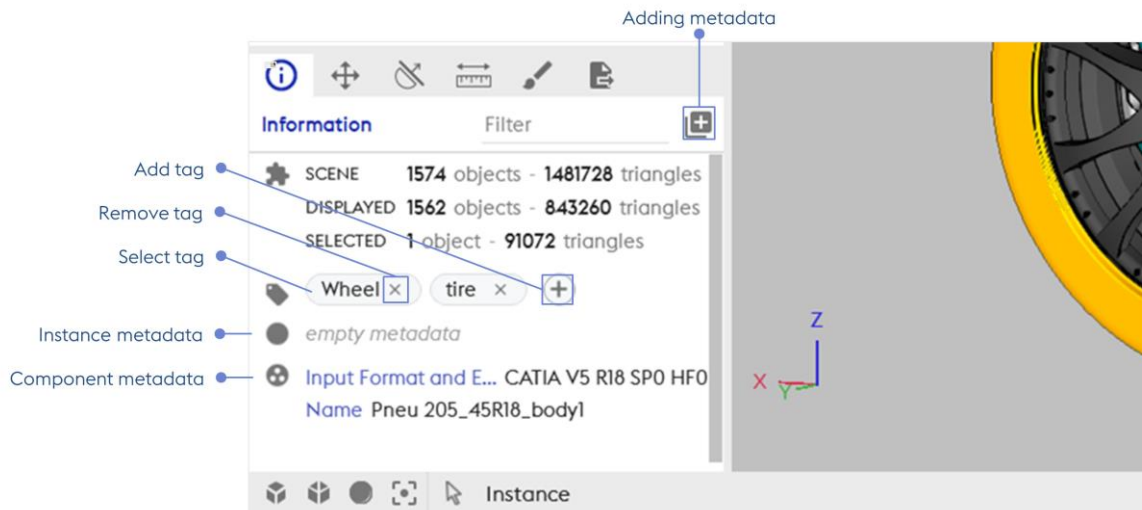 Adding metadata
Information Filter
Add tag
SCENE 1574 objects - 1481728 triangles
Remove tag
DISPLAYED 1562 objects - 843260 triangles
SELECTED 1 object - 91072 triangles
Select tag
Wheel × tire × +
Instance metadata
empty metadata
Component metadata
Input Format and E... CATIA V5 R18 SP0 HF0
Name Pneu 205_45R18_body1
Z
X
Y
Instance